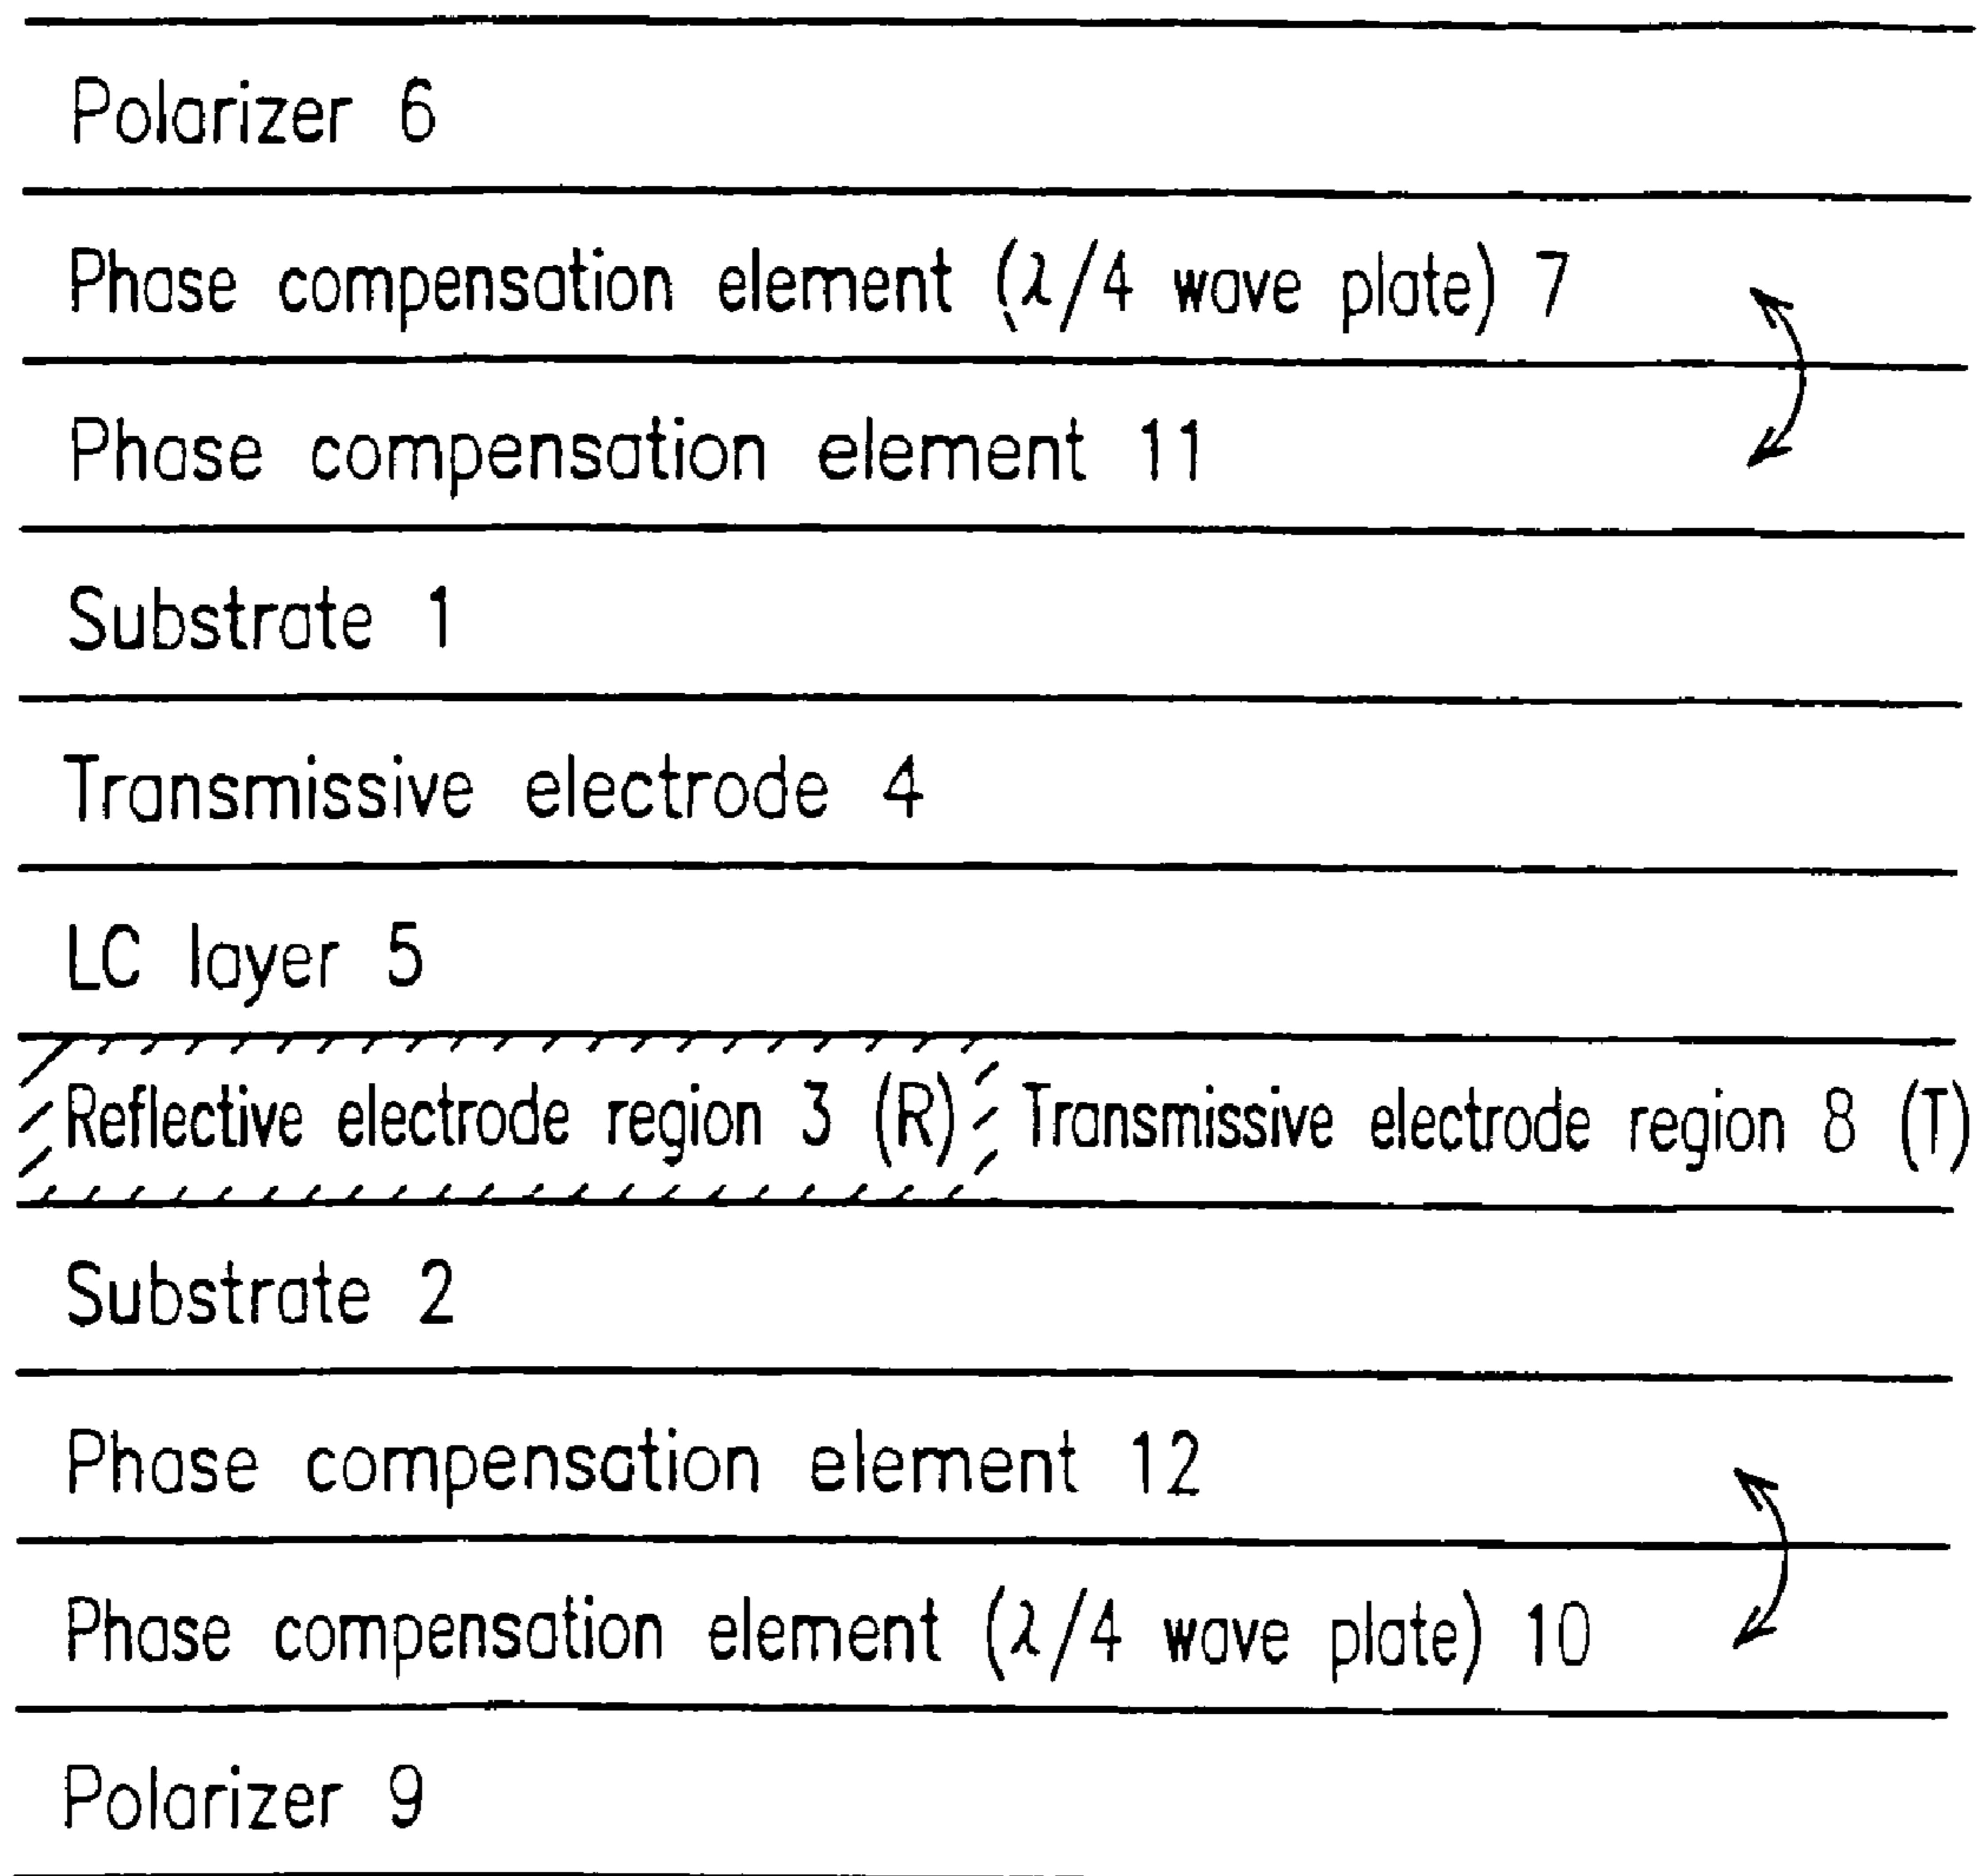 Polarizer 6
Phase compensation element (λ/4 wave plate) 7
Phase compensation element 11
Substrate 1
Transmissive electrode 4
LC layer 5
Reflective electrode region 3 (R) Transmissive electrode region 8 (T)
Substrate 2
Phase compensation element 12
Phase compensation element (λ/4 wave plate) 10
Polarizer 9